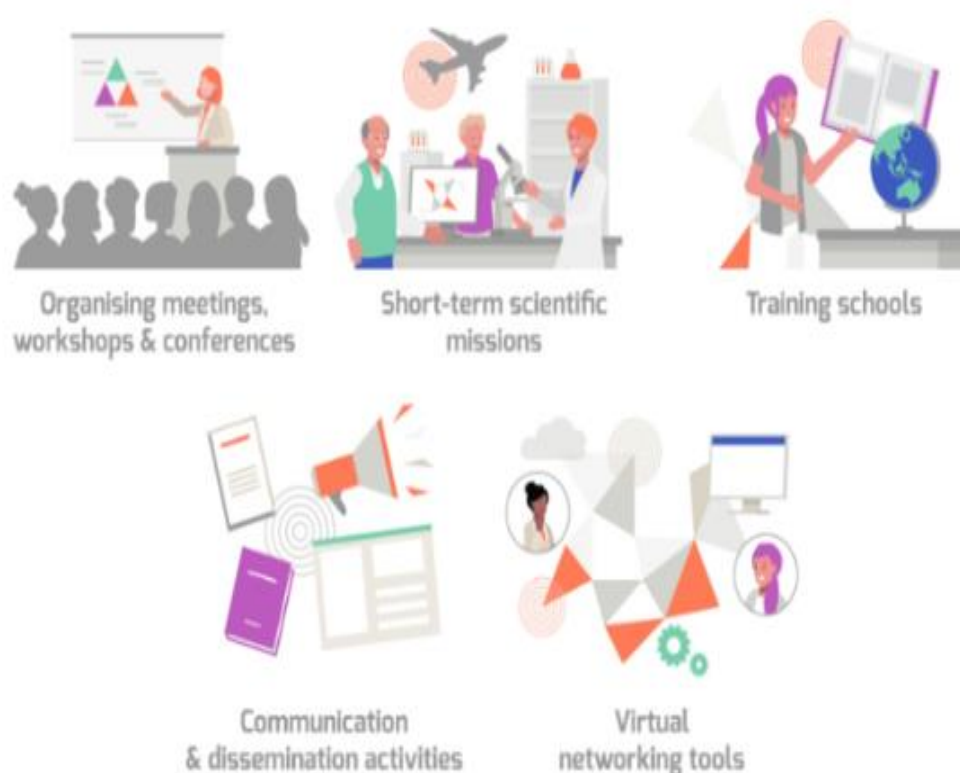 Organising meetings,
workshops & conferences
Short-term scientific
missions
Training schools
Communication
& dissemination activities
Virtual
networking tools